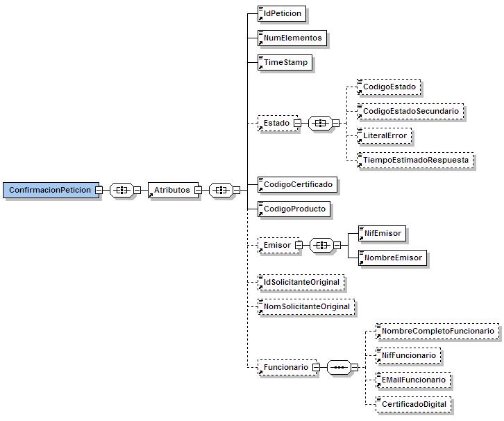 IdPeticion
NumElementos
TimeStamp
CodigoEstado
CodigoEstadoSecundario
Estado
LiteralError
TiempoEstimadoRespuesta
ConfirmacionPeticion
Atributos
CodigoCertificado
CodigoProducto
NifEmisor
Emisor
NombreEmisor
IdSolicitanteOriginal
NomSolicitanteOriginal
NombreCompletoFuncionario
NifFuncionario
Funcionario
EMailFuncionario
CertificadoDigital